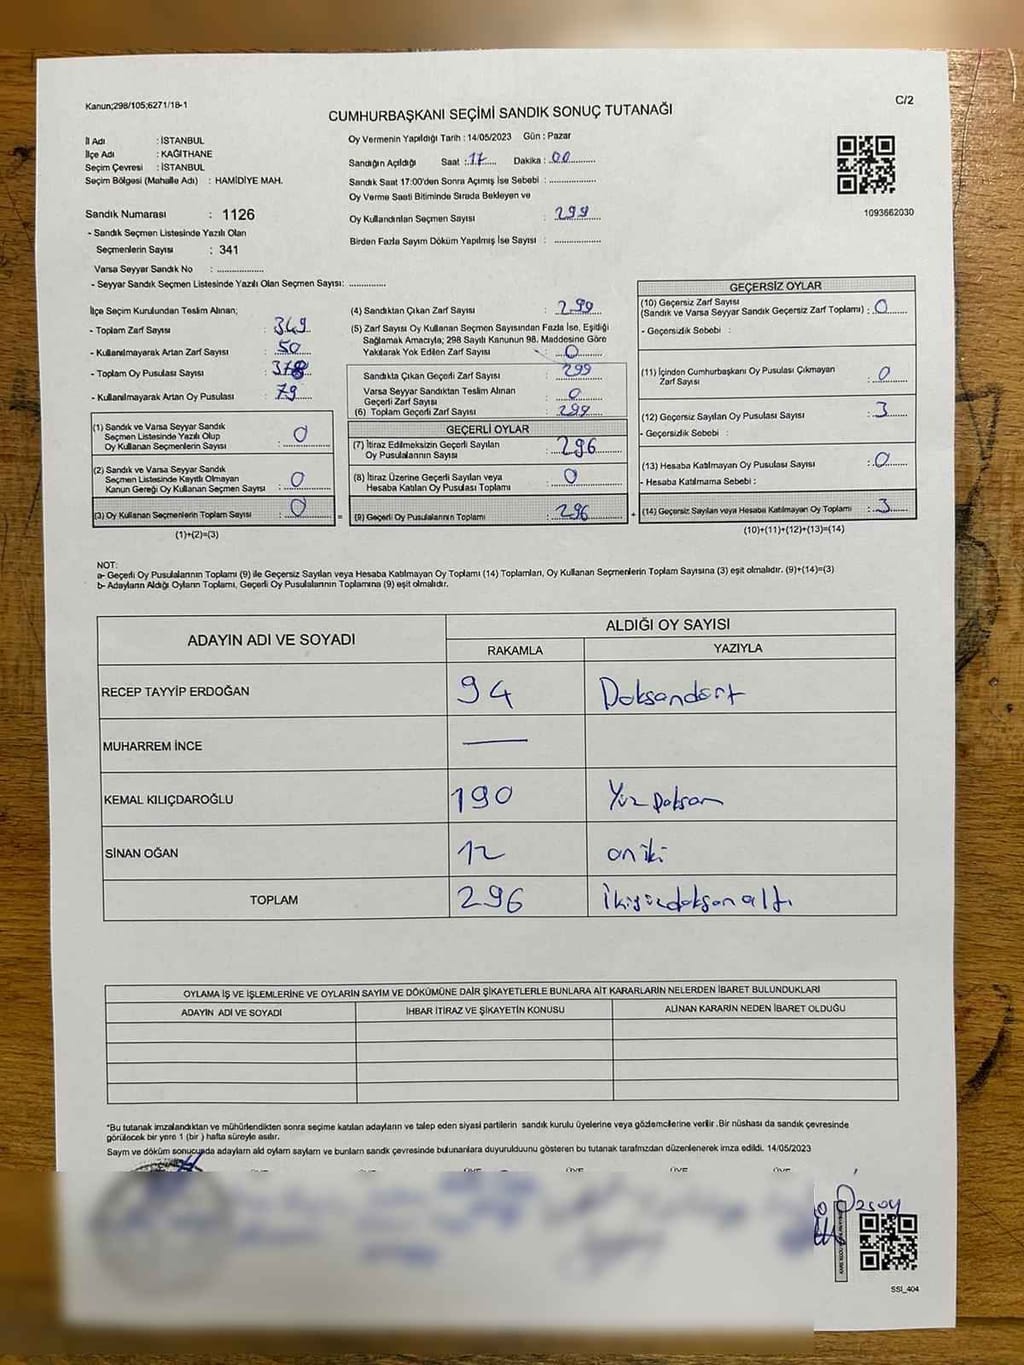 Kanun;298/105;6271/18-1
C/2
CUMHURBAŞKANI SEÇİMİ SANDIK SONUÇ TUTANAĞI
İl Adı : İSTANBUL
İlçe Adı : KAĞITHANE
Seçim Çevresi : İSTANBUL
Seçim Bölgesi (Mahalle Adı) : HAMİDİYE MAH.
Sandık Numarası : 1126
- Sandık Seçmen Listesinde Yazılı Olan
Seçmenlerin Sayısı : 341
Varsa Seyyar Sandık No : ..................
- Seyyar Sandık Seçmen Listesinde Yazılı Olan Seçmen Sayısı: ..............
Oy Vermenin Yapıldığı Tarih : 14/05/2023 Gün : Pazar
Sandığın Açıldığı Saat : 17 Dakika : 00
Sandık Saat 17:00'den Sonra Açımış İse Sebebi : ..................
Oy Verme Saati Bitiminde Sırada Bekleyen ve
Oy Kullandırılan Seçmen Sayısı : 299
Birden Fazla Sayım Döküm Yapılmış İse Sayısı : ..................
1093662030
İlçe Seçim Kurulundan Teslim Alınan;
- Toplam Zarf Sayısı : 349
- Kullanılmayarak Artan Zarf Sayısı : 50
- Toplam Oy Pusulası Sayısı : 378
- Kullanılmayarak Artan Oy Pusulası : 79
(1) Sandık ve Varsa Seyyar Sandık
Seçmen Listesinde Yazılı Olup
Oy Kullanan Seçmenlerin Sayısı : 0
(2) Sandık ve Varsa Seyyar Sandık
Seçmen Listesinde Kayıtlı Olmayan
Kanun Gereği Oy Kullanan Seçmen Sayısı : 0
(3) Oy Kullanan Seçmenlerin Toplam Sayısı : 0
(1)+(2)=(3)
=
(4) Sandıktan Çıkan Zarf Sayısı : 299
(5) Zarf Sayısı Oy Kullanan Seçmen Sayısından Fazla İse, Eşitliği
Sağlamak Amacıyla; 298 Sayılı Kanunun 98. Maddesine Göre
Yakılarak Yok Edilen Zarf Sayısı : 0
Sandıkta Çıkan Geçerli Zarf Sayısı : 299
Varsa Seyyar Sandıktan Teslim Alınan
Geçerli Zarf Sayısı : 0
(6) Toplam Geçerli Zarf Sayısı : 299
GEÇERLİ OYLAR
(7) İtiraz Edilmeksizin Geçerli Sayılan
Oy Pusulalarının Sayısı : 296
(8) İtiraz Üzerine Geçerli Sayılan veya
Hesaba Katılan Oy Pusulası Toplamı : 0
(9) Geçerli Oy Pusulalarının Toplamı : 296
+
GEÇERSİZ OYLAR
(10) Geçersiz Zarf Sayısı
(Sandık ve Varsa Seyyar Sandık Geçersiz Zarf Toplamı) : 0
- Geçersizlik Sebebi :
(11) İçinden Cumhurbaşkanı Oy Pusulası Çıkmayan
Zarf Sayısı : 0
(12) Geçersiz Sayılan Oy Pusulası Sayısı : 3
- Geçersizlik Sebebi :
(13) Hesaba Katılmayan Oy Pusulası Sayısı : 0
- Hesaba Katılmama Sebebi :
(14) Geçersiz Sayılan veya Hesaba Katılmayan Oy Toplamı : 3
(10)+(11)+(12)+(13)=(14)
NOT:
a- Geçerli Oy Pusulalarının Toplamı (9) ile Geçersiz Sayılan veya Hesaba Katılmayan Oy Toplamı (14) Toplamları, Oy Kullanan Seçmenlerin Toplam Sayısına (3) eşit olmalıdır. (9)+(14)=(3)
b- Adayların Aldığı Oyların Toplamı, Geçerli Oy Pusulalarının Toplamına (9) eşit olmalıdır.
ADAYIN ADI VE SOYADI ALDIĞI OY SAYISI
RAKAMLA YAZIYLA
RECEP TAYYİP ERDOĞAN 94 Doksandört
MUHARREM İNCE —
KEMAL KILIÇDAROĞLU 190 Yüz Doksan
SİNAN OĞAN 12 on iki
TOPLAM 296 İkiyüzdoksan altı
OYLAMA İŞ VE İŞLEMLERİNE VE OYLARIN SAYIM VE DÖKÜMÜNE DAİR ŞİKAYETLERLE BUNLARA AİT KARARLARIN NELERDEN İBARET BULUNDUKLARI
ADAYIN ADI VE SOYADI İHBAR İTİRAZ VE ŞİKAYETİN KONUSU ALINAN KARARIN NEDEN İBARET OLDUĞU
*Bu tutanak imzalandıktan ve mühürlendikten sonra seçime katılan adayların ve talep eden siyasi partilerin sandık kurulu üyelerine veya gözlemcilerine verilir .Bir nüshası da sandık çevresinde
görülecek bir yere 1 (bir ) hafta süreyle asılır.
Sayım ve döküm sonucunda adayların aldı oyların sayıları ve bunların sandık çevresinde bulunanlara duyurulduunu gösteren bu tutanak tarafımızdan düzenlenerek imza edildi. 14/05/2023
Özsoy
SSI_404